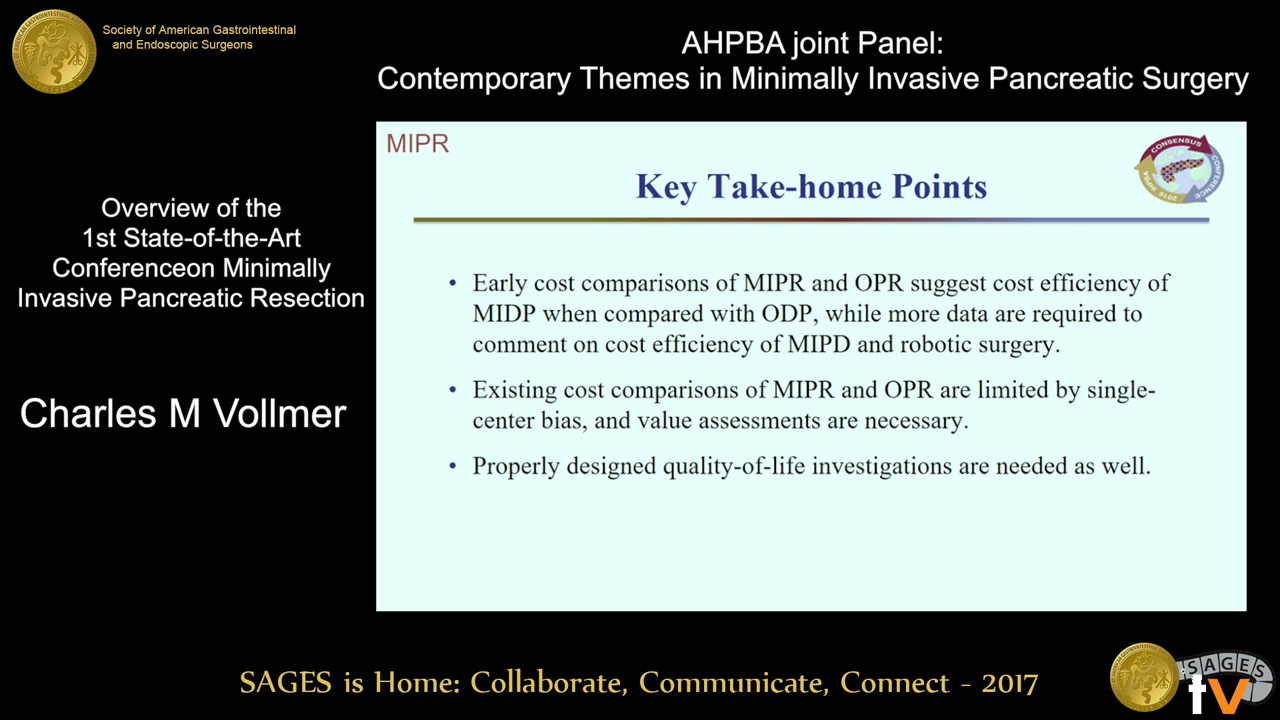 Society of American Gastrointestinal
and Endoscopic Surgeons
AHPBA joint Panel:
Contemporary Themes in Minimally Invasive Pancreatic Surgery
Overview of the
1st State-of-the-Art
Conferenceon Minimally
Invasive Pancreatic Resection
Charles M Vollmer
MIPR
CONSENSUS
CONFERENCE
2016 IHPBA
Key Take-home Points
• Early cost comparisons of MIPR and OPR suggest cost efficiency of
MIDP when compared with ODP, while more data are required to
comment on cost efficiency of MIPD and robotic surgery.
• Existing cost comparisons of MIPR and OPR are limited by single-
center bias, and value assessments are necessary.
• Properly designed quality-of-life investigations are needed as well.
SAGES is Home: Collaborate, Communicate, Connect - 2017
SAGES
tv